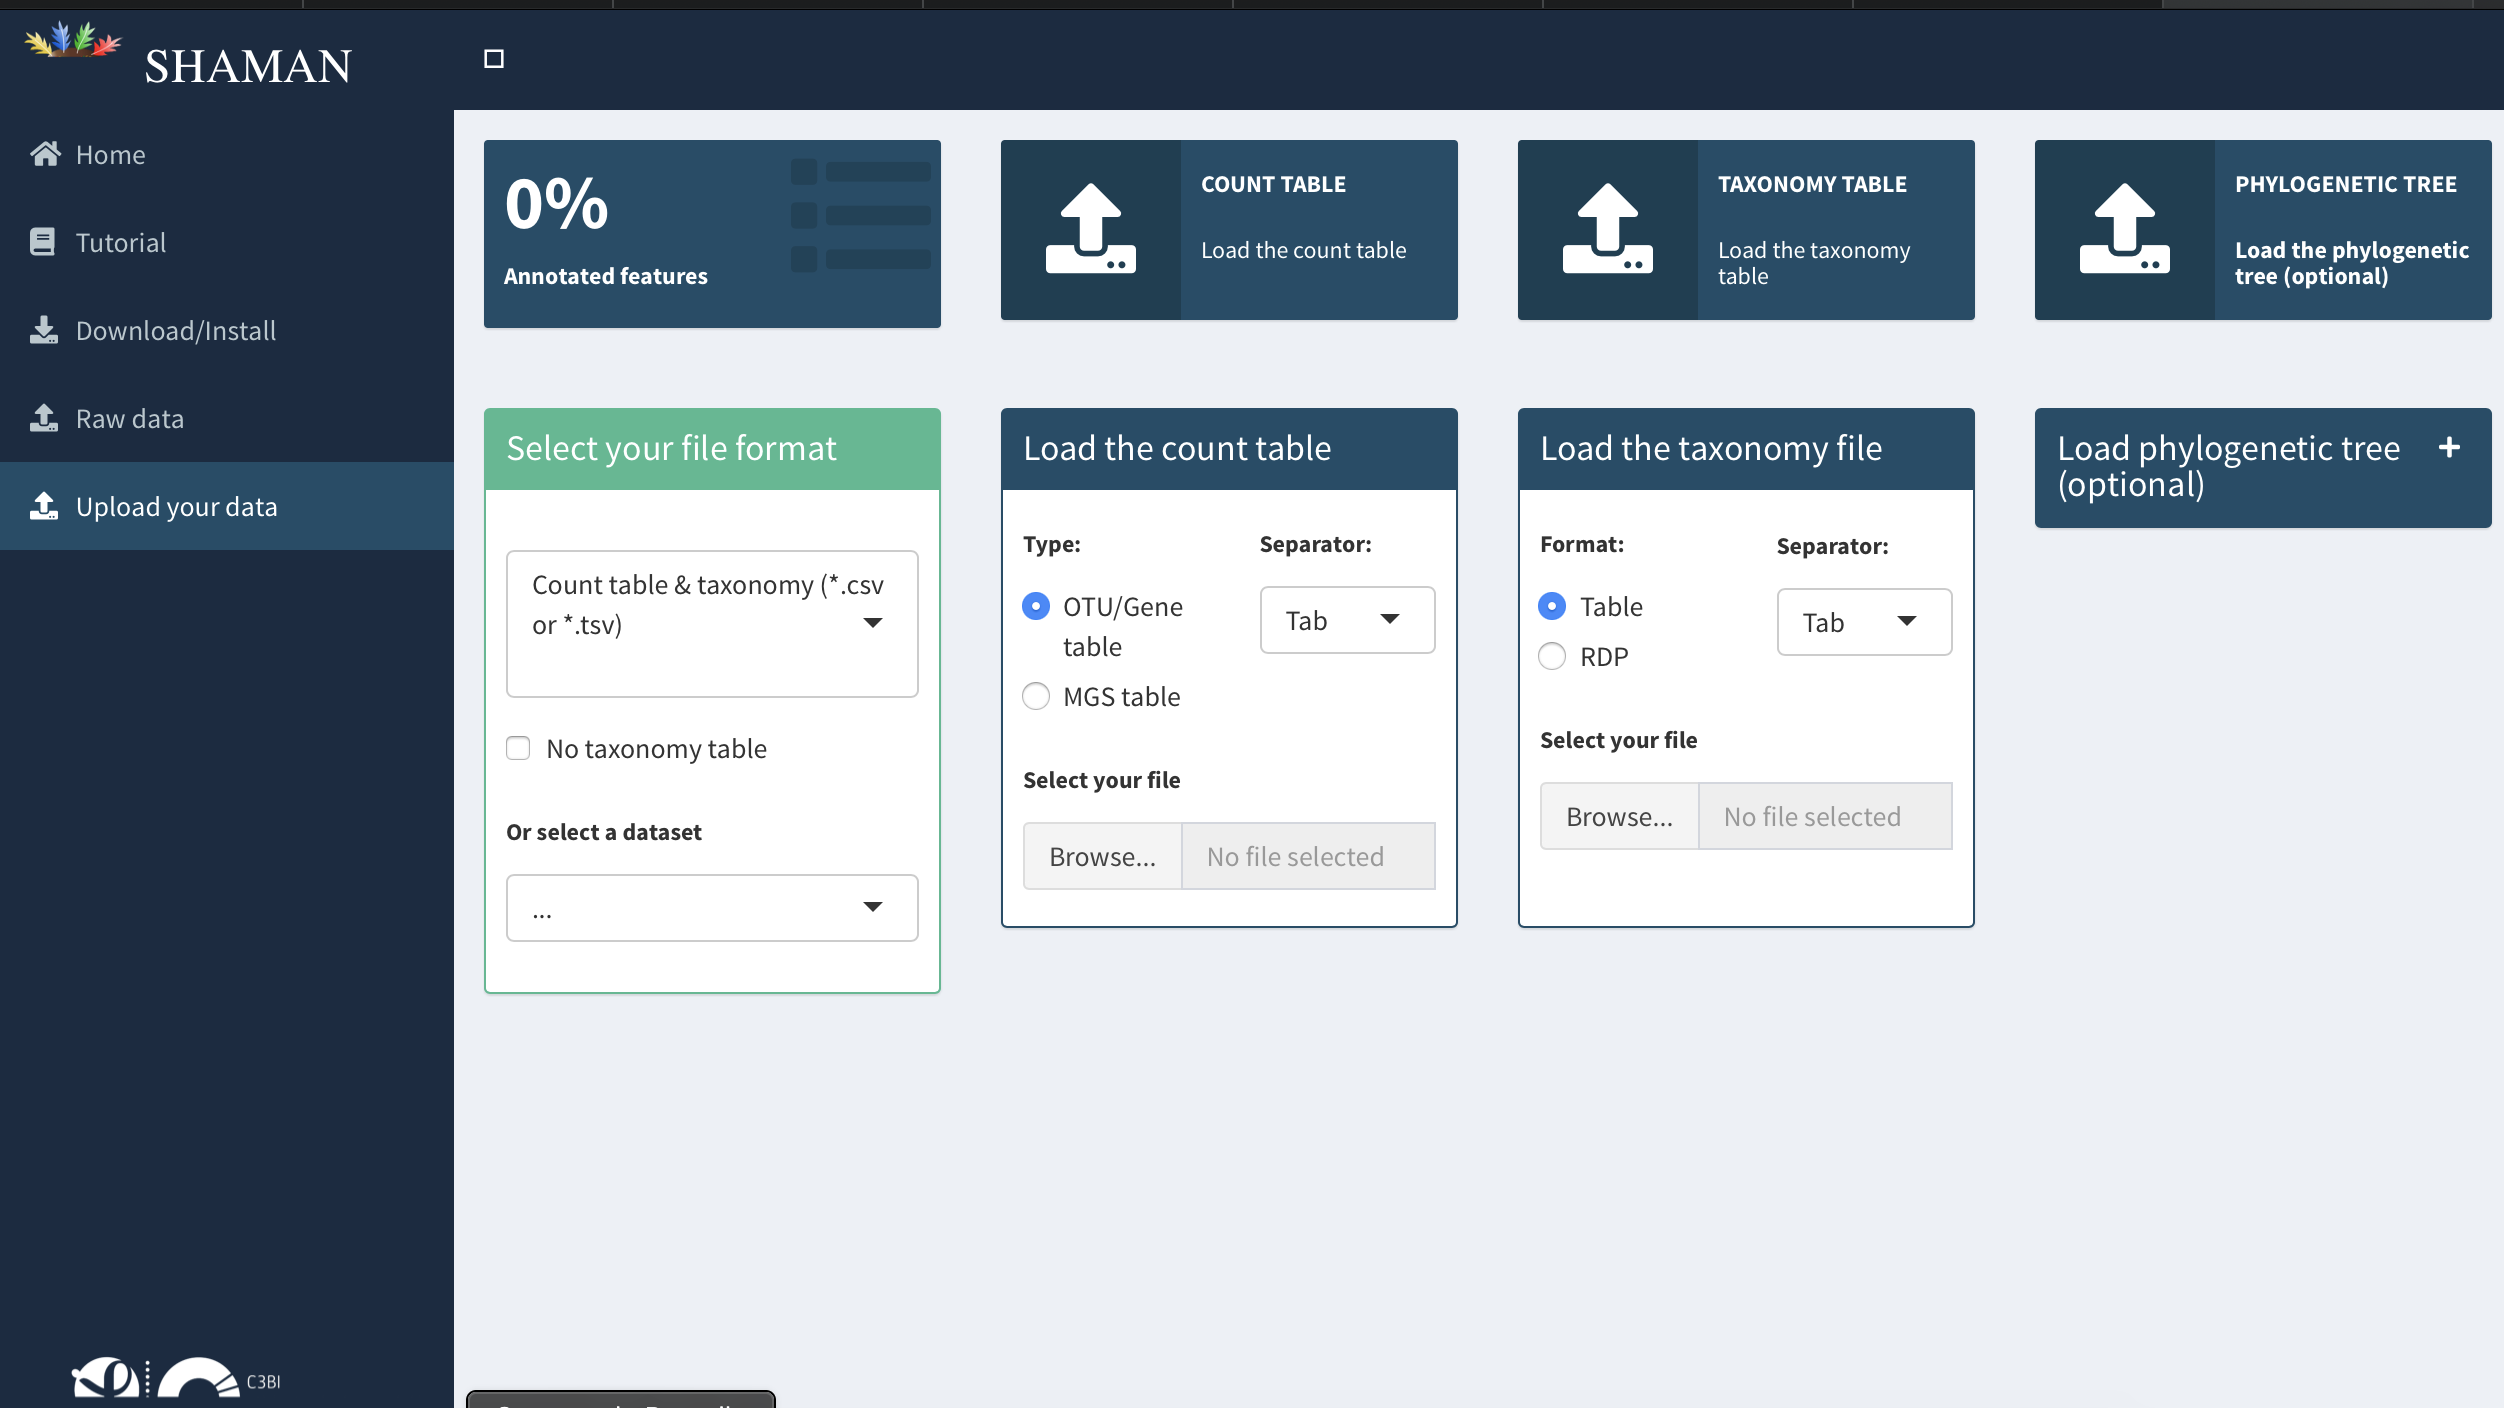 SHAMAN
Home
Tutorial
Download/Install
Raw data
Upload your data
C3BI
0%
Annotated features
COUNT TABLE
Load the count table
TAXONOMY TABLE
Load the taxonomy
table
PHYLOGENETIC TREE
Load the phylogenetic
tree (optional)
Select your file format
Count table & taxonomy (*.csv
or *.tsv)
No taxonomy table
Or select a dataset
...
Load the count table
Type:
OTU/Gene
table
MGS table
Separator:
Tab
Select your file
Browse...
No file selected
Load the taxonomy file
Format:
Table
RDP
Separator:
Tab
Select your file
Browse...
No file selected
Load phylogenetic tree
(optional)